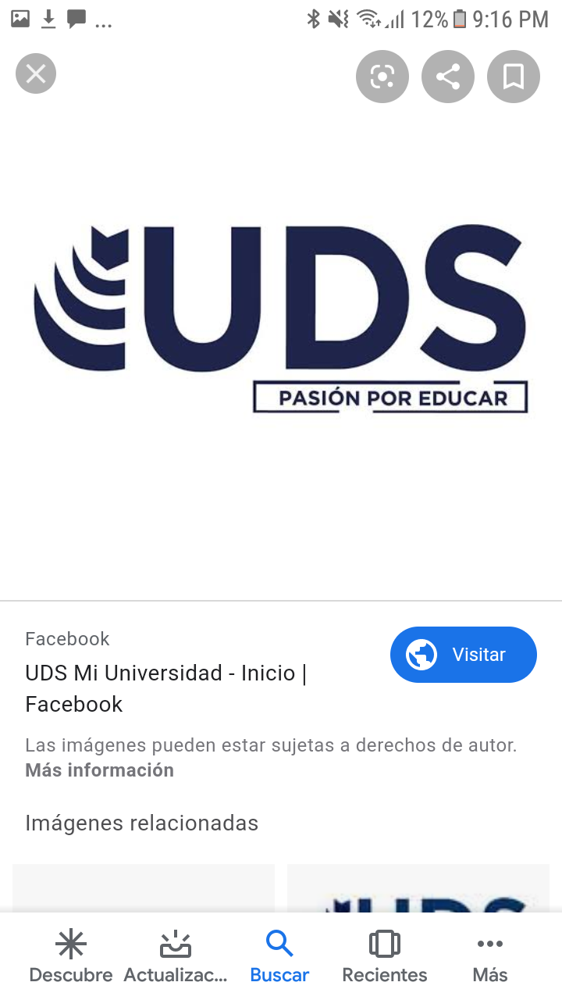 ... 12% 9:16 PM
UDS
PASIÓN POR EDUCAR
Facebook
Visitar
UDS Mi Universidad - Inicio |
Facebook
Las imágenes pueden estar sujetas a derechos de autor.
Más información
Imágenes relacionadas
UDS
Descubre Actualizac... Buscar Recientes Más